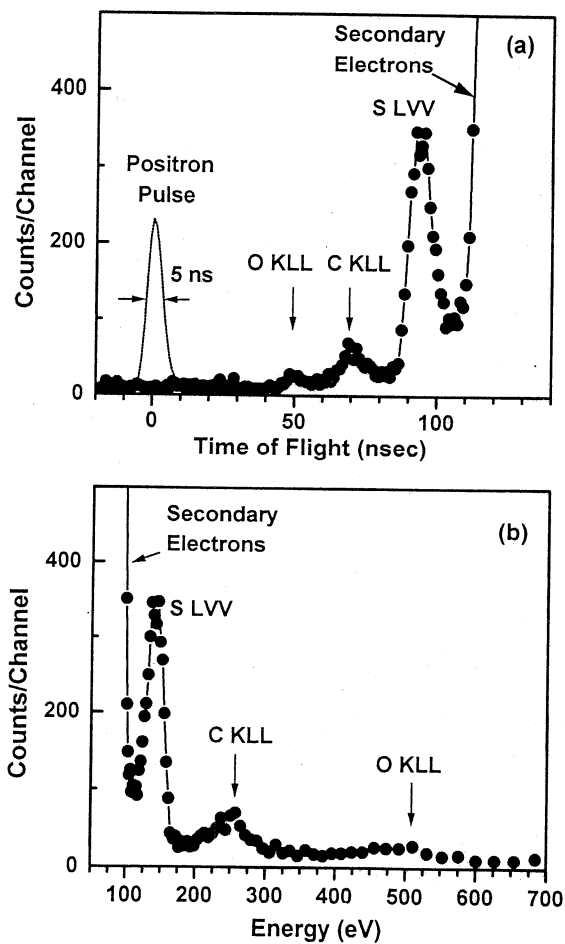 (a)
Secondary
Electrons
S LVV
Positron
Pulse
5 ns
O KLL
C KLL
400
200
0
Counts/Channel
0
50
100
Time of Flight (nsec)
(b)
Secondary
Electrons
S LVV
C KLL
O KLL
400
200
0
Counts/Channel
100
200
300
400
500
600
700
Energy (eV)